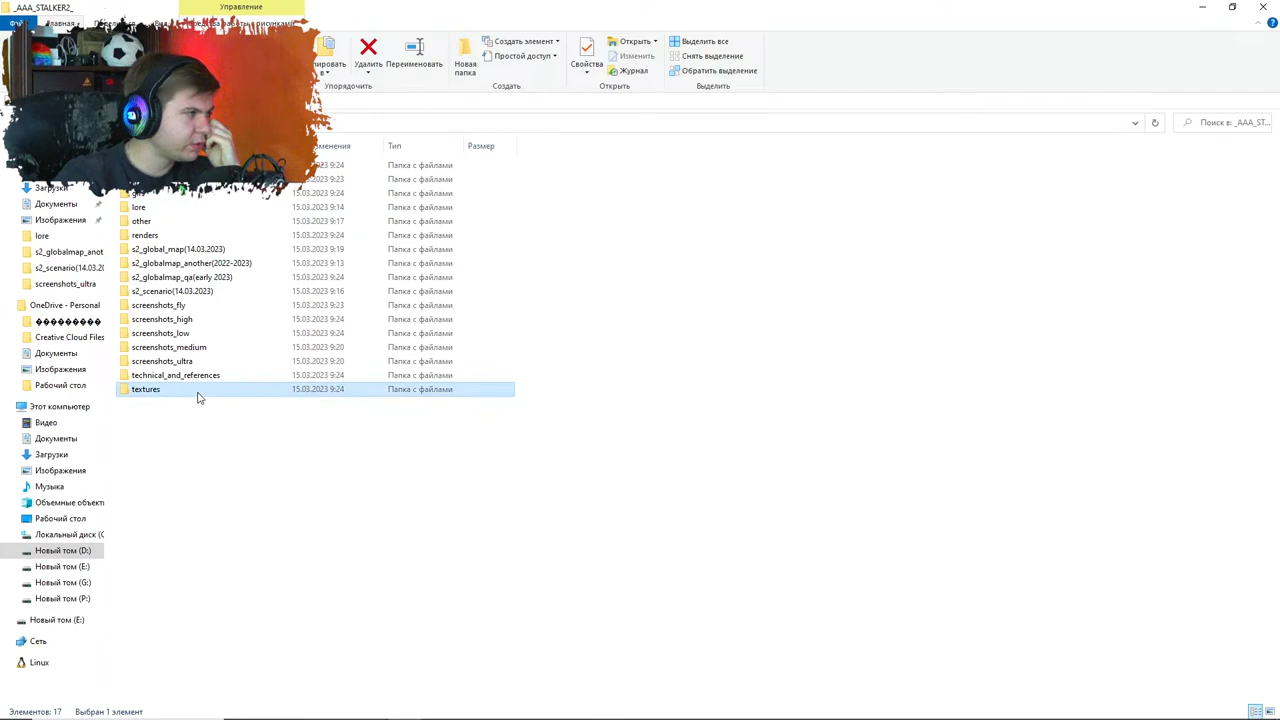 _AAA_STALKER2_
Управление
Файл
Главная
Удалить
Переименовать
Упорядочить
Новая папка
Создать элемент
Простой доступ
Создать
Свойства
Открыть
Изменить
Журнал
Открыть
Выделить все
Снять выделение
Обратить выделение
Выделить
Поиск в: _AAA_ST...
Тип
Размер
15.03.2023 9:24 Папка с файлами
15.03.2023 9:23 Папка с файлами
15.03.2023 9:24 Папка с файлами
lore 15.03.2023 9:14 Папка с файлами
other 15.03.2023 9:17 Папка с файлами
renders 15.03.2023 9:24 Папка с файлами
s2_global_map(14.03.2023) 15.03.2023 9:19 Папка с файлами
s2_globalmap_another(2022-2023) 15.03.2023 9:13 Папка с файлами
s2_globalmap_qa(early 2023) 15.03.2023 9:24 Папка с файлами
s2_scenario(14.03.2023) 15.03.2023 9:16 Папка с файлами
screenshots_fly 15.03.2023 9:23 Папка с файлами
screenshots_high 15.03.2023 9:24 Папка с файлами
screenshots_low 15.03.2023 9:24 Папка с файлами
screenshots_medium 15.03.2023 9:20 Папка с файлами
screenshots_ultra 15.03.2023 9:20 Папка с файлами
technical_and_references 15.03.2023 9:24 Папка с файлами
textures 15.03.2023 9:24 Папка с файлами
Загрузки
Документы
Изображения
lore
s2_globalmap_anot
s2_scenario(14.03.20
screenshots_ultra
OneDrive - Personal
���������
Creative Cloud Files
Документы
Изображения
Рабочий стол
Этот компьютер
Видео
Документы
Загрузки
Изображения
Музыка
Объемные объекты
Рабочий стол
Локальный диск (C
Новый том (D:)
Новый том (E:)
Новый том (G:)
Новый том (P:)
Новый том (E:)
Сеть
Linux
Элементов: 17 Выбран 1 элемент